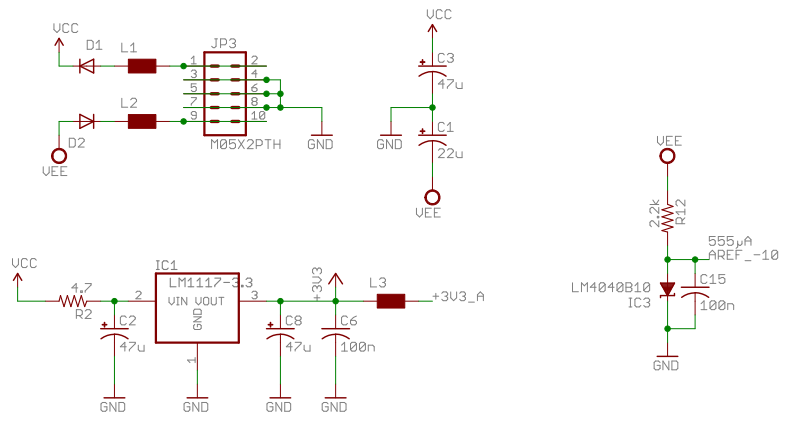 VCC
D1
L1
JP3
1 2
3 4
5 6
7 8
9 10
M05X2PTH
GND
L2
D2
VEE
VCC
C3
47u
GND
C1
22u
VEE
VEE
2.2k
R12
555µA
AREF_-10
LM4040B10
IC3
C15
100n
GND
VCC
4.7
R2
C2
47u
GND
IC1
LM1117-3.3
2
VIN VOUT
3
GND
1
GND
C8
47u
GND
+3V3
C6
100n
GND
L3
+3V3_A